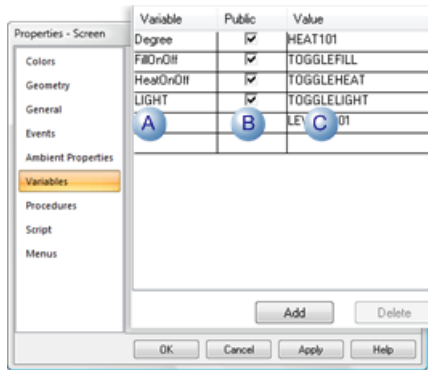 Properties - Screen
Variable Public Value
Degree HEAT101
FillOnOff TOGGLEFILL
HeatOnOff TOGGLEHEAT
LIGHT TOGGLELIGHT
A B C
Colors
Geometry
General
Events
Ambient Properties
Variables
Procedures
Script
Menus
Add Delete
OK Cancel Apply Help